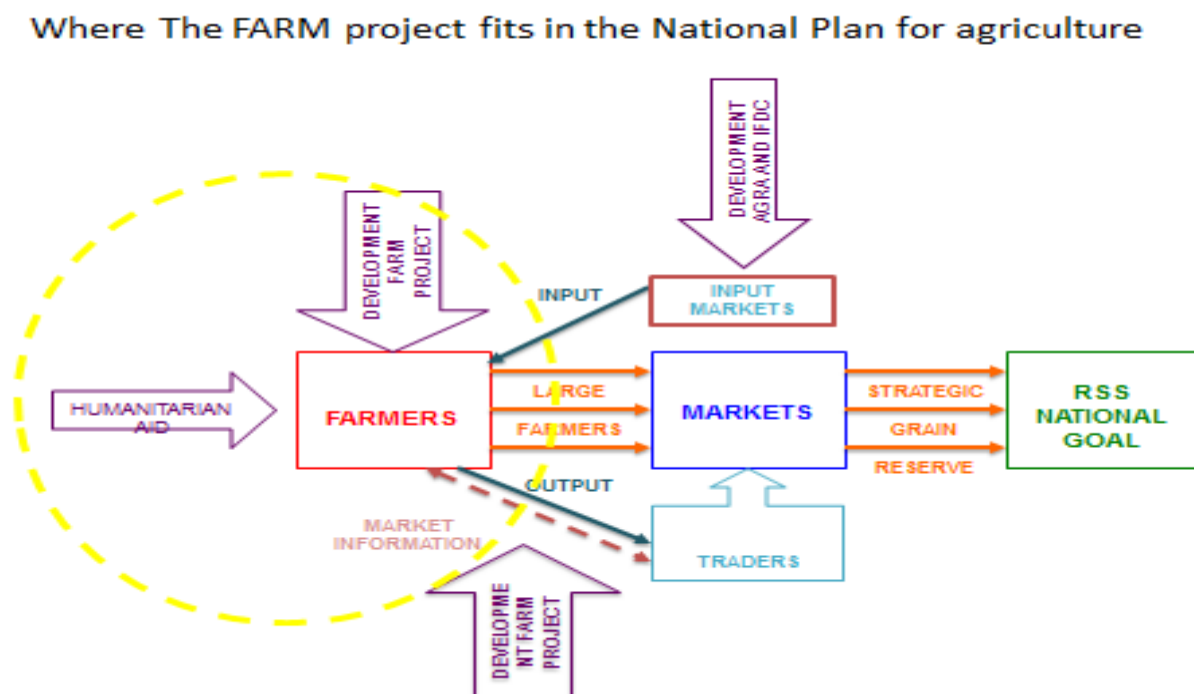 Where The FARM project fits in the National Plan for agriculture
DEVELOPMENT
AGRA AND IFDC
DEVELOPMENT
FARM
PROJECT
INPUT
INPUT
MARKETS
HUMANITARIAN
AID
FARMERS
LARGE
FARMERS
MARKETS
STRATEGIC
GRAIN
RESERVE
RSS
NATIONAL
GOAL
OUTPUT
MARKET
INFORMATION
TRADERS
DEVELOPME
NT FARM
PROJECT